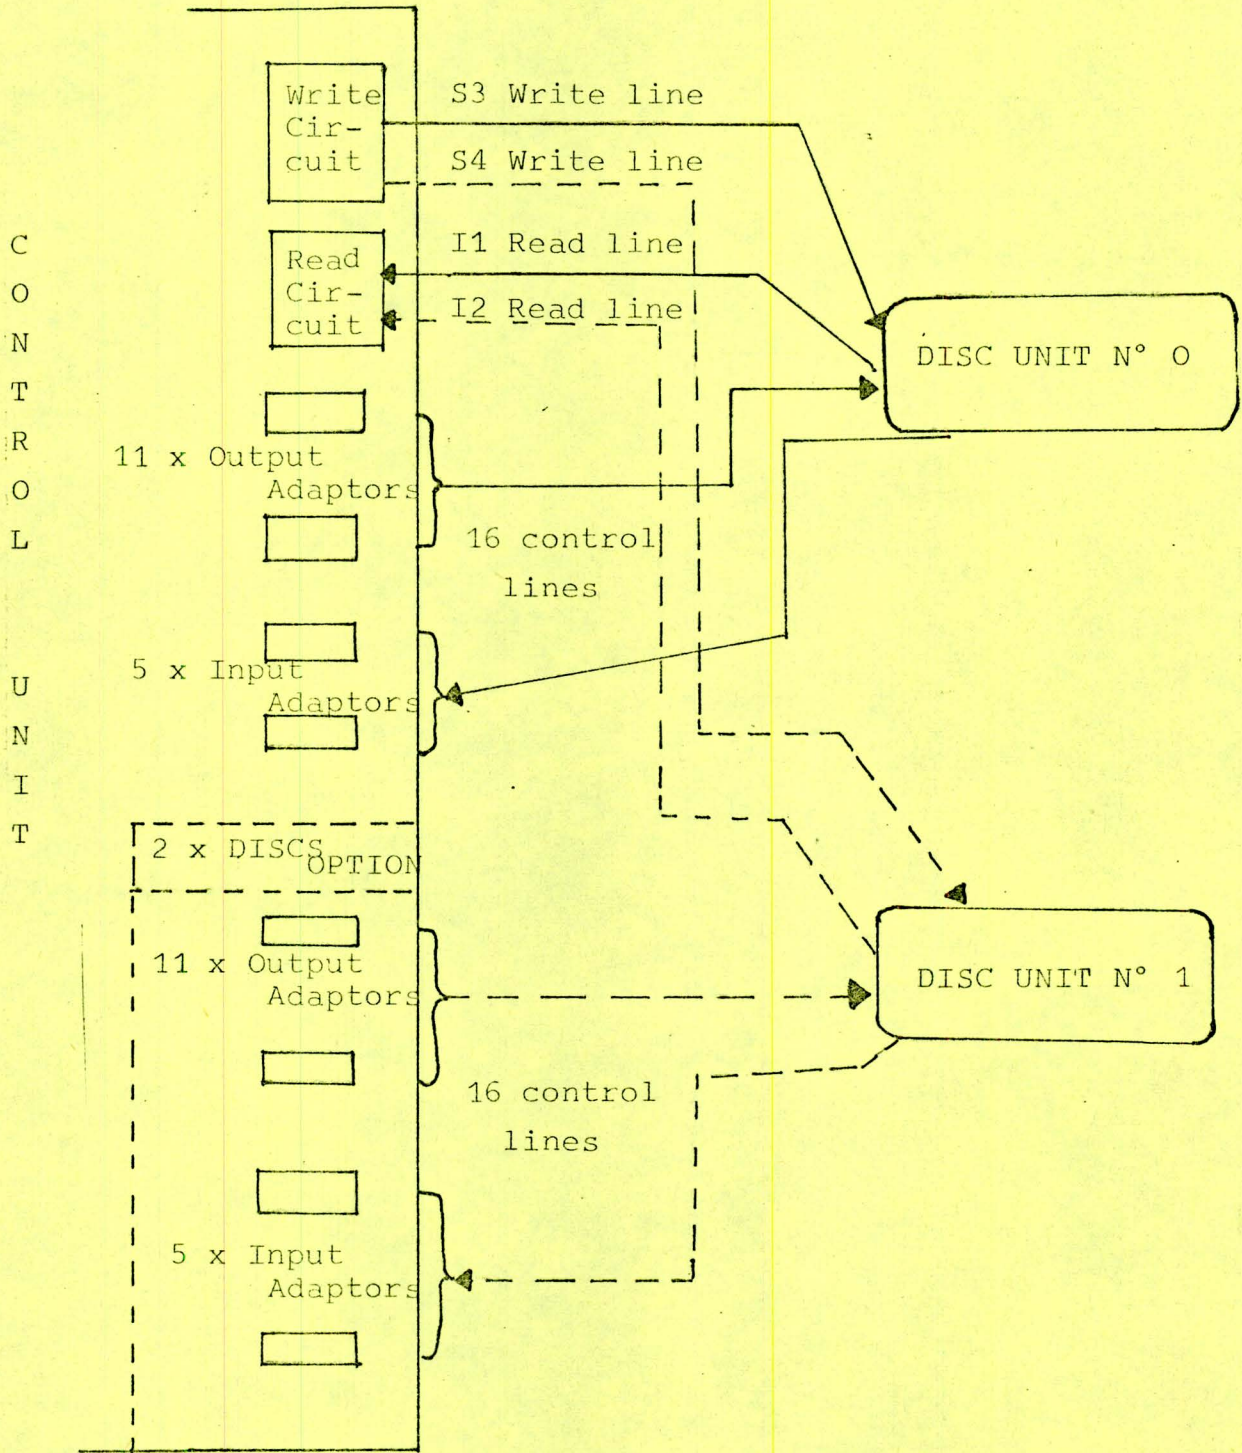 CONTROL UNIT
Write
Cir-
cuit
S3 Write line
S4 Write line
Read
Cir-
cuit
I1 Read line
I2 Read line
DISC UNIT N° O
11 x Output
Adaptors
16 control
lines
5 x Input
Adaptors
2 x DISCS
OPTION
11 x Output
Adaptors
DISC UNIT N° 1
16 control
lines
5 x Input
Adaptors